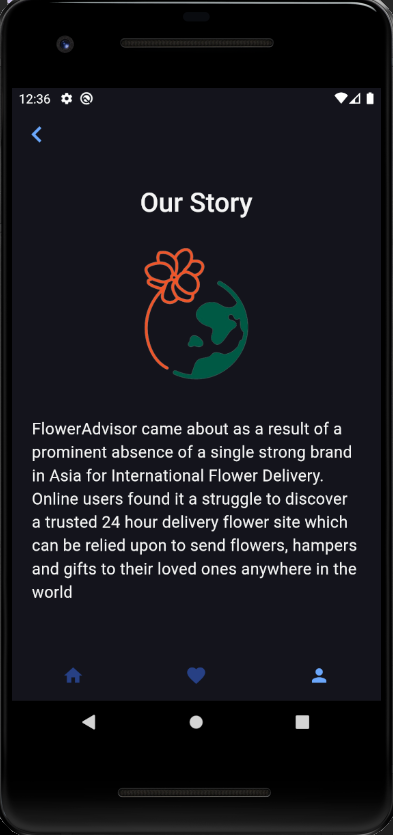 12:36
Our Story
FlowerAdvisor came about as a result of a
prominent absence of a single strong brand
in Asia for International Flower Delivery.
Online users found it a struggle to discover
a trusted 24 hour delivery flower site which
can be relied upon to send flowers, hampers
and gifts to their loved ones anywhere in the
world